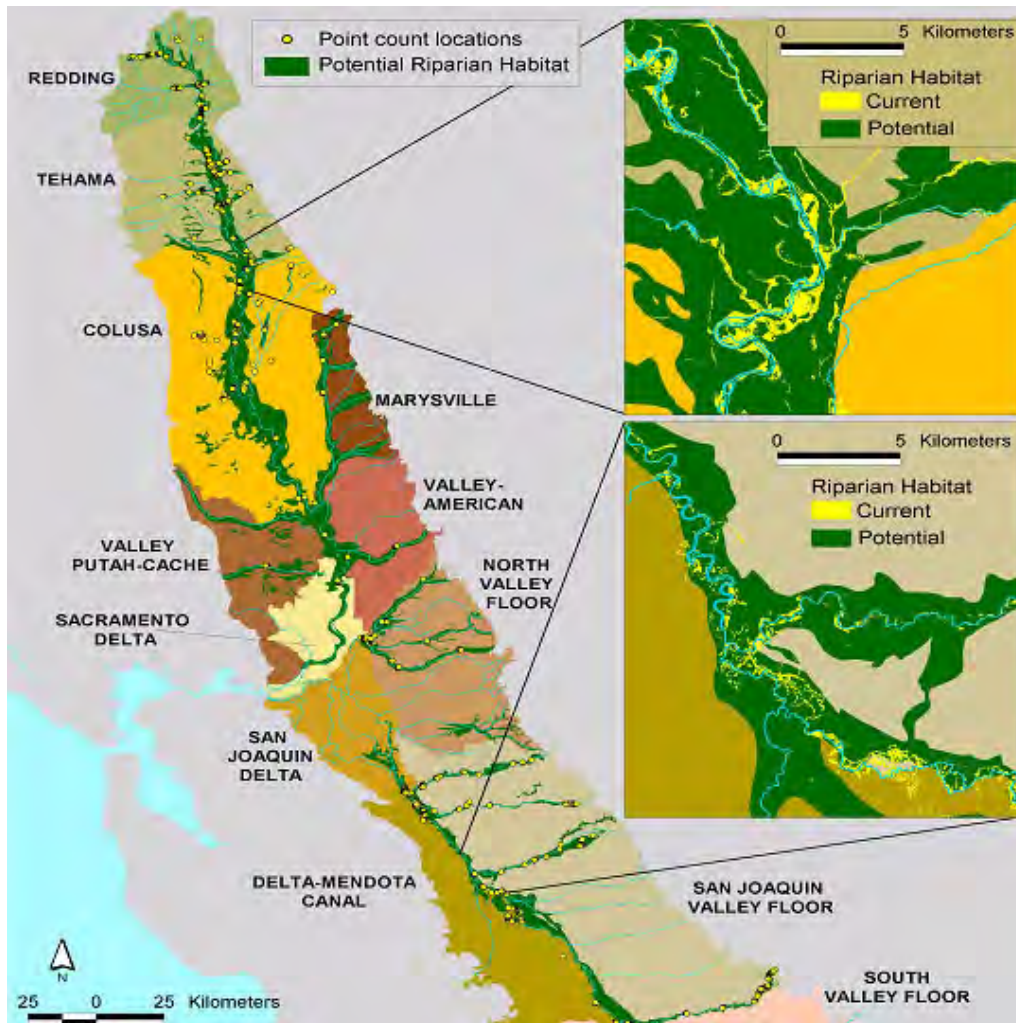 Point count locations
Potential Riparian Habitat
REDDING
TEHAMA
COLUSA
MARYSVILLE
VALLEY-
AMERICAN
VALLEY
PUTAH-CACHE
NORTH
VALLEY
FLOOR
SACRAMENTO
DELTA
SAN
JOAQUIN
DELTA
DELTA-MENDOTA
CANAL
SAN JOAQUIN
VALLEY FLOOR
SOUTH
VALLEY FLOOR
N
25 0 25 Kilometers
0 5 Kilometers
Riparian Habitat
Current
Potential
0 5 Kilometers
Riparian Habitat
Current
Potential